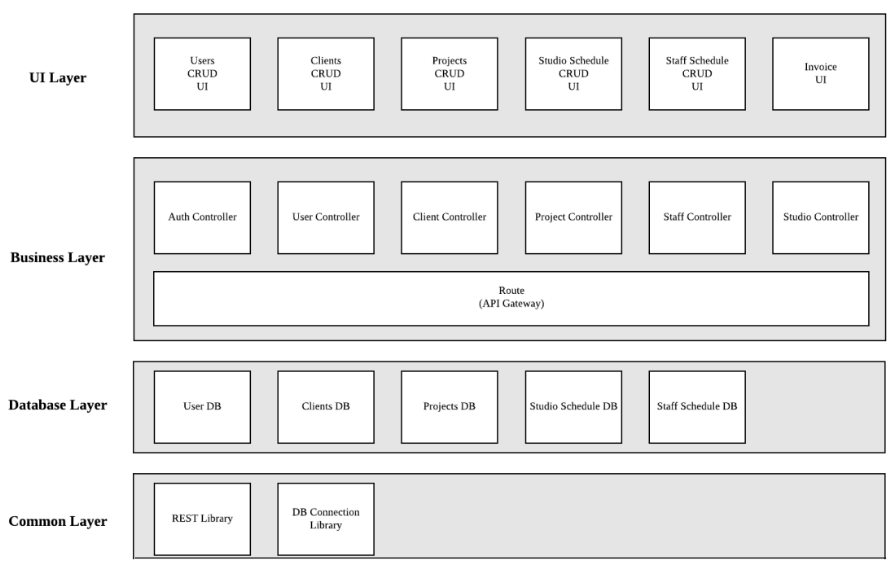 UI Layer
Users
CRUD
UI
Clients
CRUD
UI
Projects
CRUD
UI
Studio Schedule
CRUD
UI
Staff Schedule
CRUD
UI
Invoice
UI
Business Layer
Auth Controller
User Controller
Client Controller
Project Controller
Staff Controller
Studio Controller
Route
(API Gateway)
Database Layer
User DB
Clients DB
Projects DB
Studio Schedule DB
Staff Schedule DB
Common Layer
REST Library
DB Connection
Library